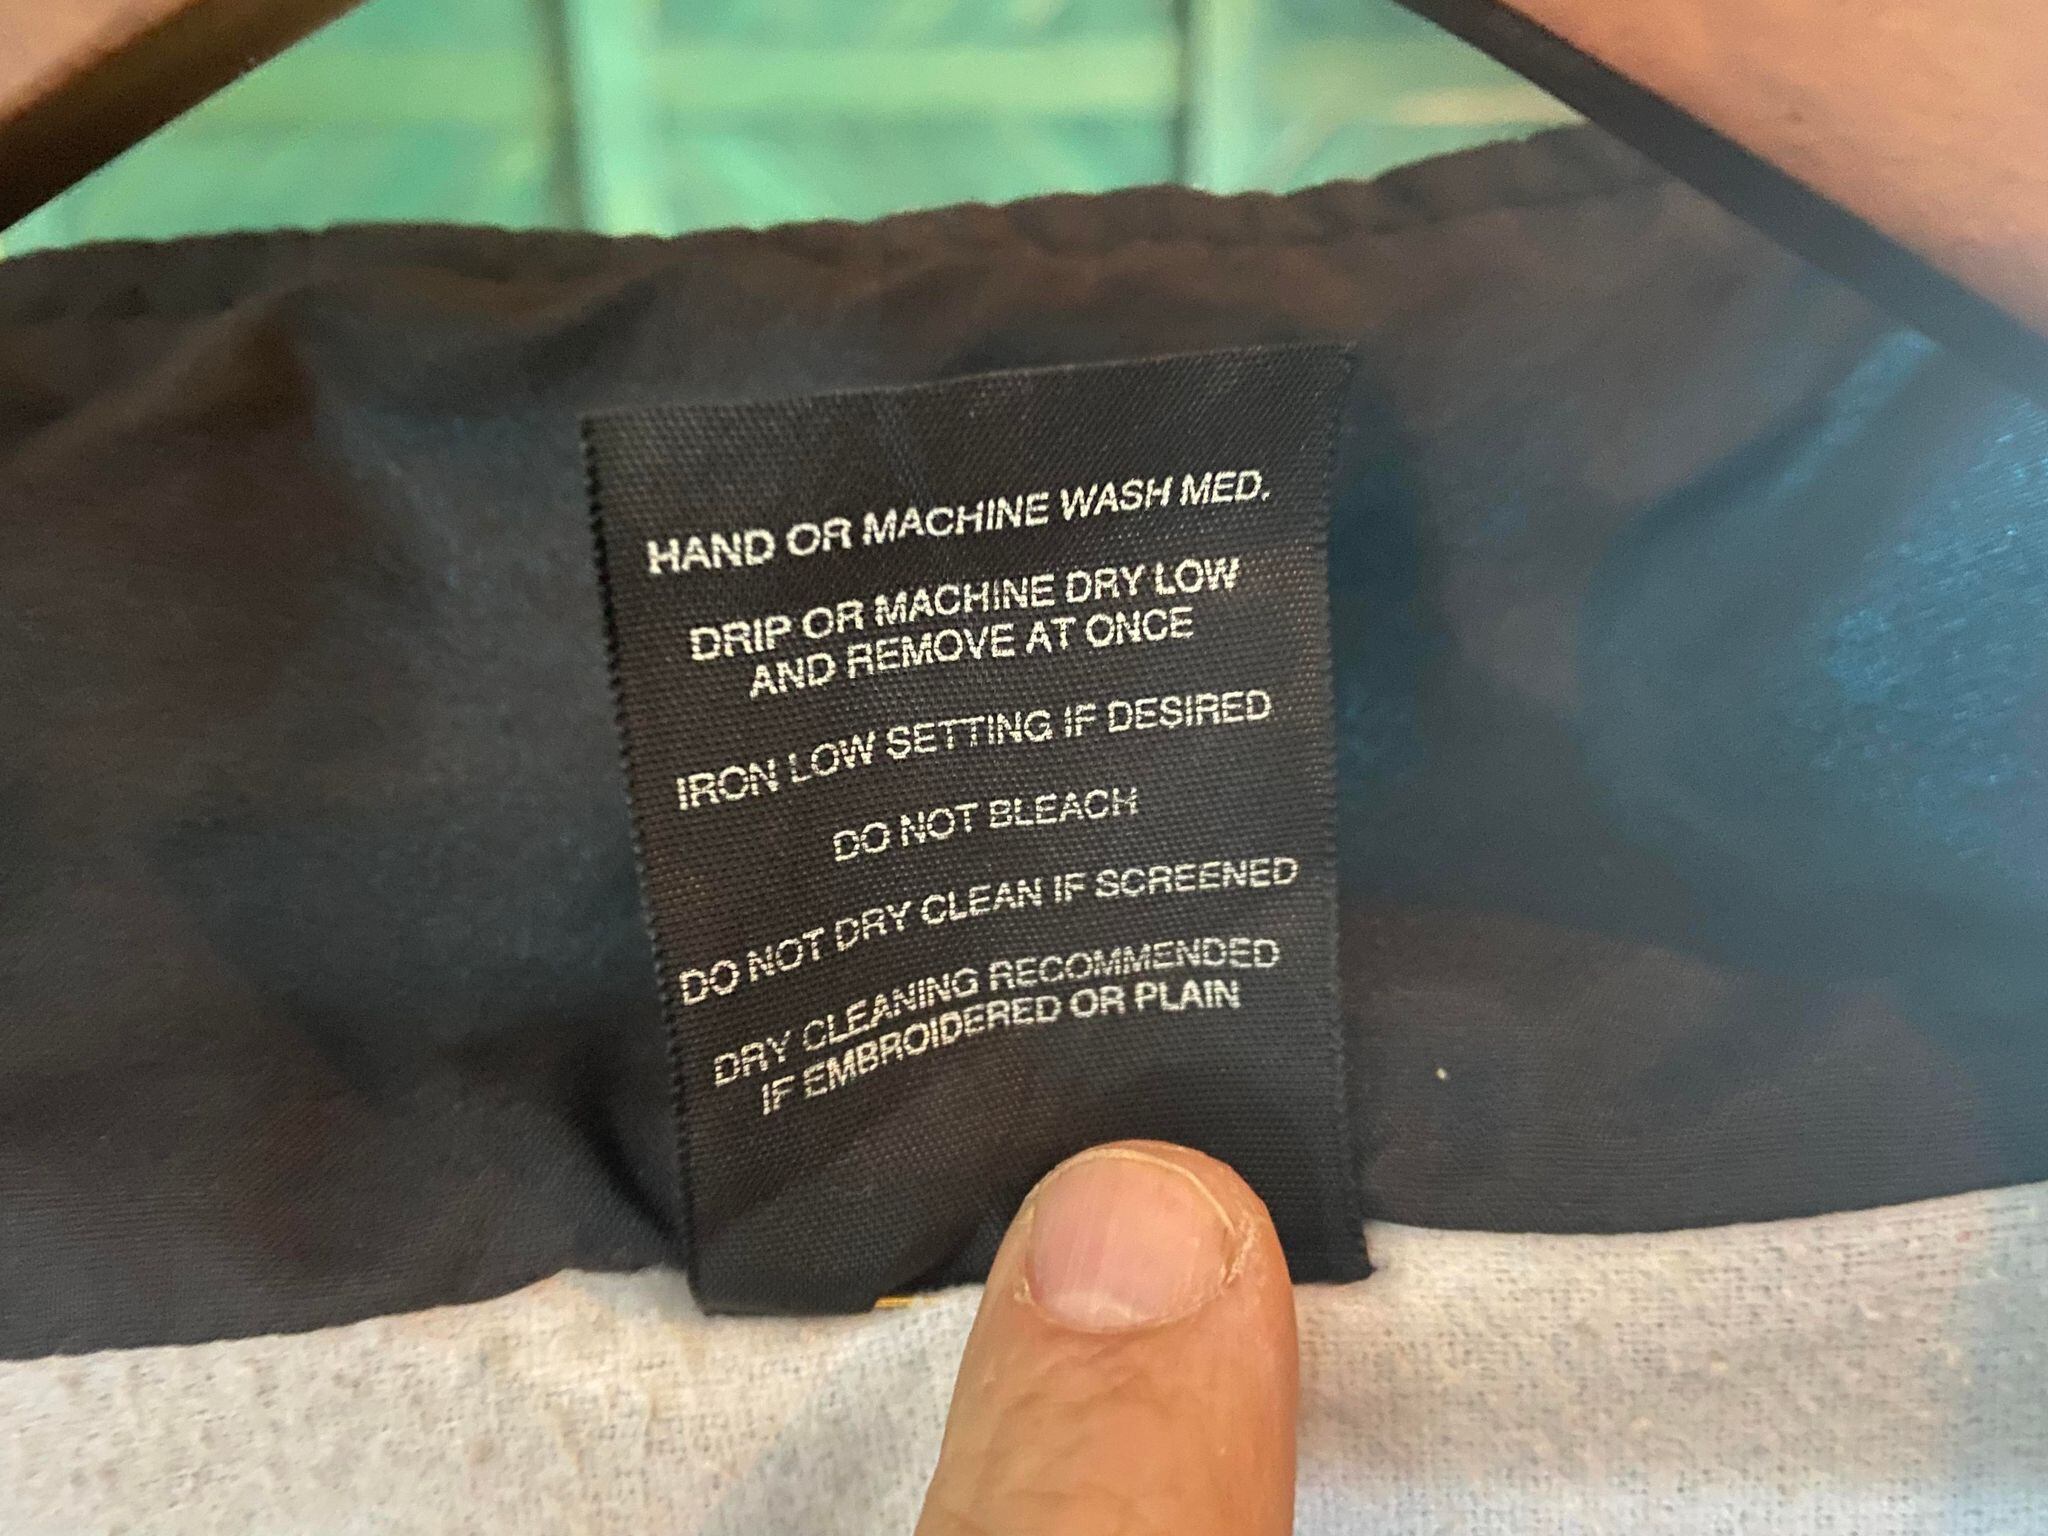 HAND OR MACHINE WASH MED.
DRIP OR MACHINE DRY LOW
AND REMOVE AT ONCE
IRON LOW SETTING IF DESIRED
DO NOT BLEACH
DO NOT DRY CLEAN IF SCREENED
DRY CLEANING RECOMMENDED
IF EMBROIDERED OR PLAIN